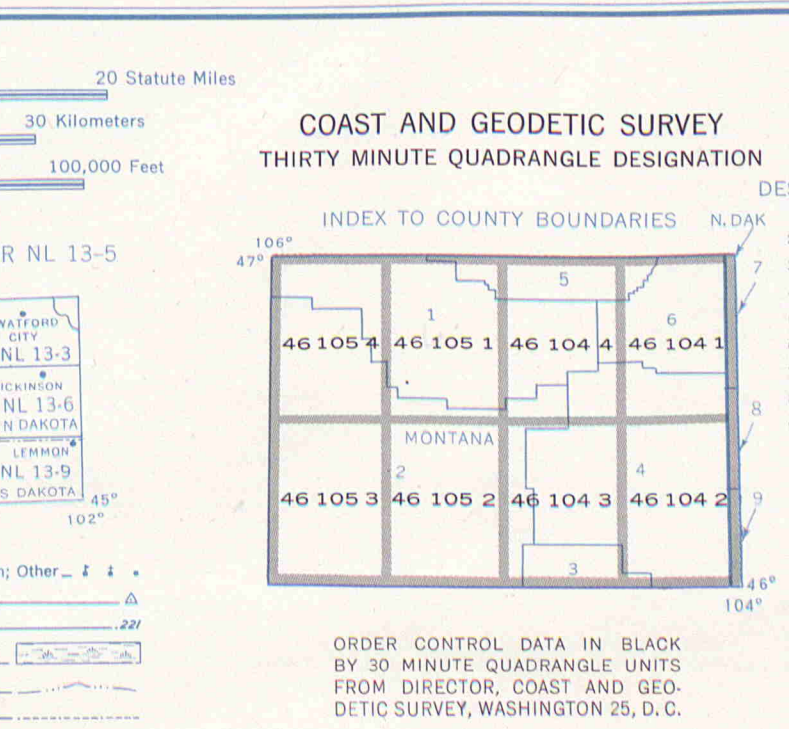 20 Statute Miles
30 Kilometers
100,000 Feet
COAST AND GEODETIC SURVEY
THIRTY MINUTE QUADRANGLE DESIGNATION
INDEX TO COUNTY BOUNDARIES
N. DAK
106°
47°
5
7
1
6
46 105 4
46 105 1
46 104 4
46 104 1
8
MONTANA
2
4
46 105 3
46 105 2
46 104 3
46 104 2
9
3
46°
104°
R NL 13-5
WATFORD
CITY
NL 13-3
DICKINSON
NL 13-6
N DAKOTA
LEMMON
NL 13-9
S DAKOTA
45°
102°
; Other
.221
ORDER CONTROL DATA IN BLACK
BY 30 MINUTE QUADRANGLE UNITS
FROM DIRECTOR, COAST AND GEO-
DETIC SURVEY, WASHINGTON 25, D. C.